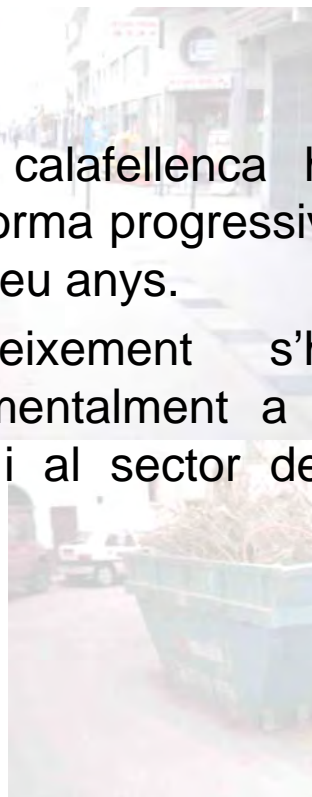 calafellenca h
orma progressiv
eu anys.
eixement s'h
mentalment a
i al sector de